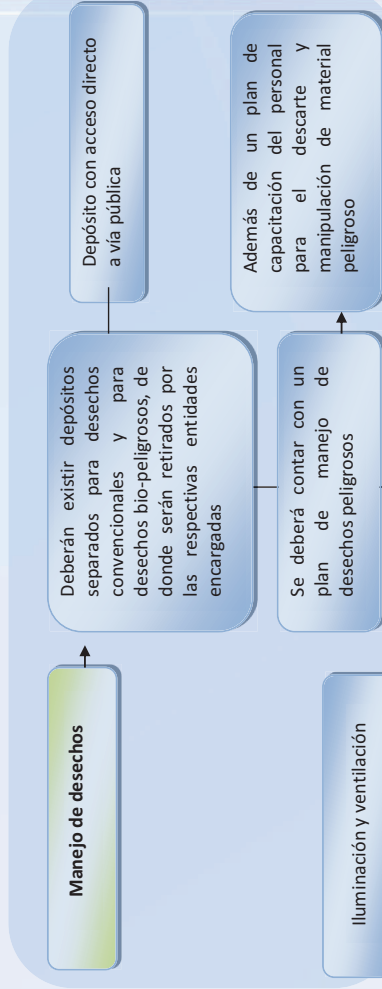 Manejo de desechos
Deberán existir depósitos
separados para desechos
convencionales y para
desechos bio-peligrosos, de
donde serán retirados por
las respectivas entidades
encargadas
Depósito con acceso directo
a vía pública
Se deberá contar con un
plan de manejo de
desechos peligrosos
Además de un plan de
capacitación del personal
para el descarte y
manipulación de material
peligroso
Iluminación y ventilación